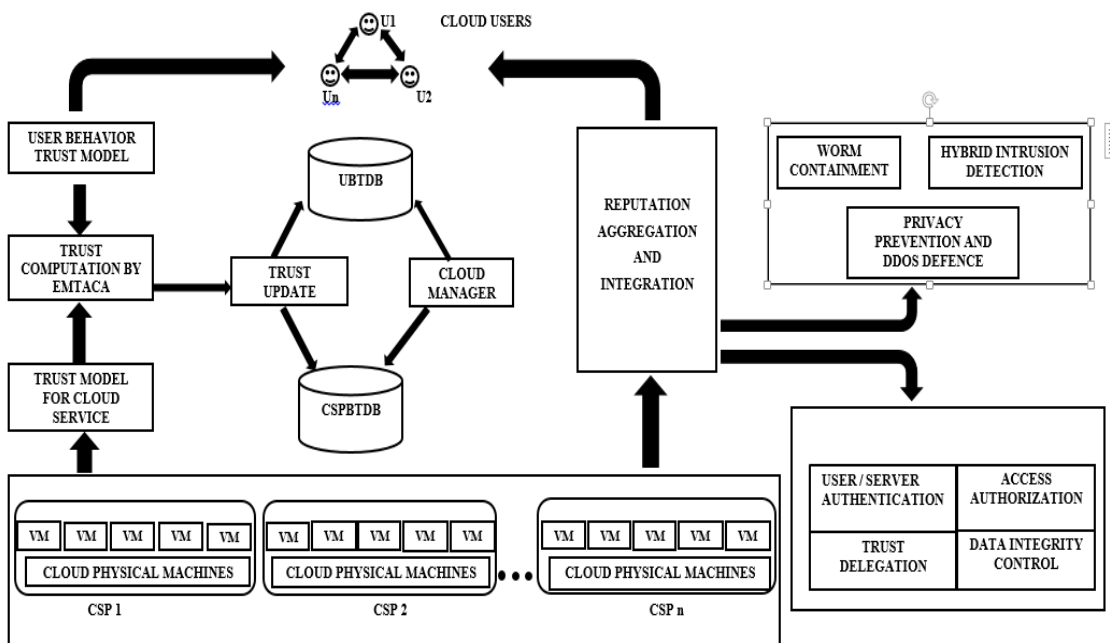 U1
CLOUD USERS
Un
U2
USER BEHAVIOR
TRUST MODEL
UBTDB
TRUST
COMPUTATION BY
EMTACA
TRUST
UPDATE
CLOUD
MANAGER
TRUST MODEL
FOR CLOUD
SERVICE
CSPBTDB
REPUTATION
AGGREGATION
AND
INTEGRATION
WORM
CONTAINMENT
HYBRID INTRUSION
DETECTION
PRIVACY
PREVENTION AND
DDOS DEFENCE
USER / SERVER
AUTHENTICATION
ACCESS
AUTHORIZATION
TRUST
DELEGATION
DATA INTEGRITY
CONTROL
VM VM VM VM VM
CLOUD PHYSICAL MACHINES
CSP 1
VM VM VM VM VM
CLOUD PHYSICAL MACHINES
CSP 2
VM VM VM VM VM
CLOUD PHYSICAL MACHINES
CSP n